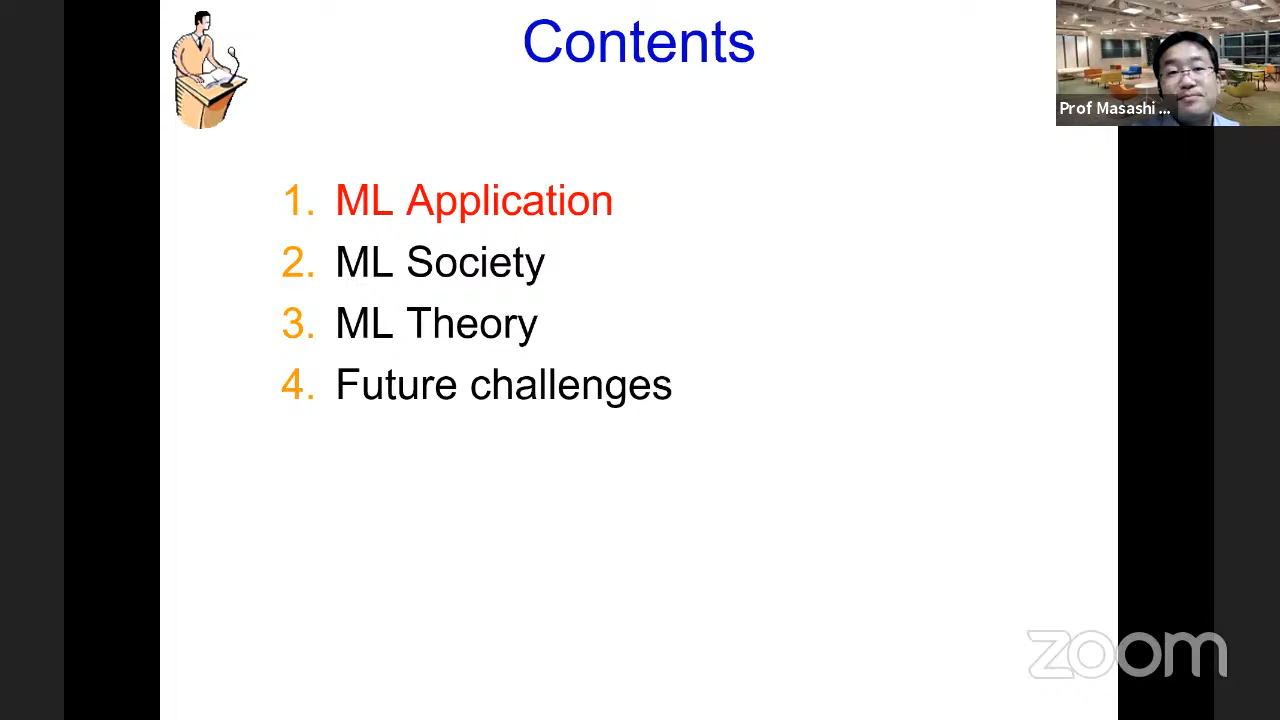 Contents
Prof Masashi ...
1. ML Application
2. ML Society
3. ML Theory
4. Future challenges
zoom